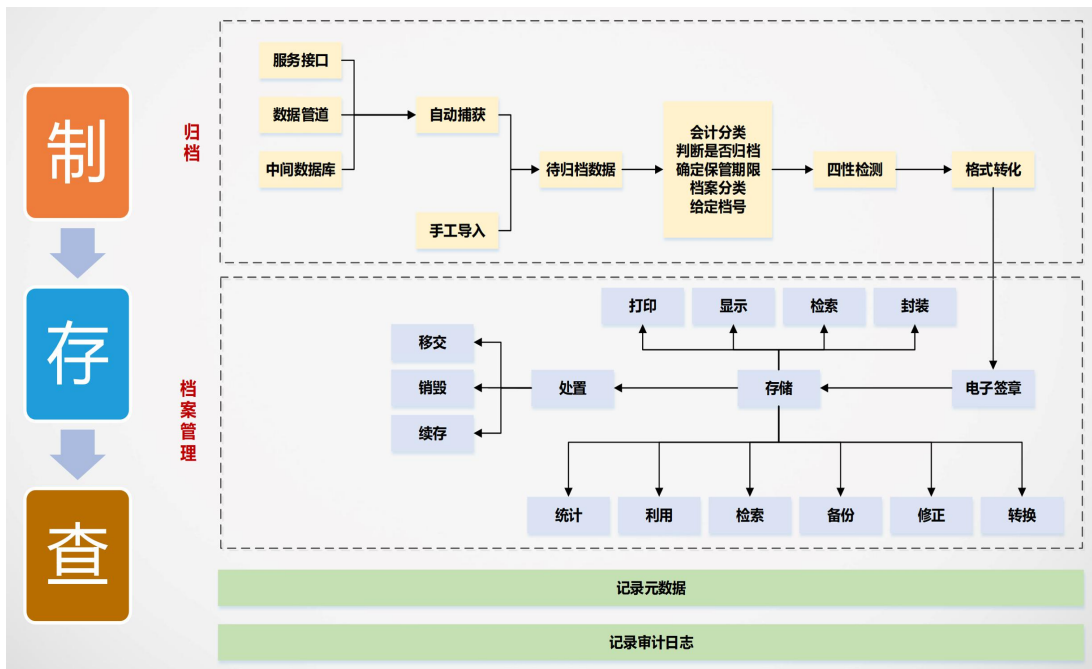 制
存
查
归档
服务接口
数据管道
中间数据库
自动捕获
手工导入
待归档数据
会计分类
判断是否归档
确定保管期限
档案分类
给定档号
四性检测
格式转化
档案管理
打印
显示
检索
封装
移交
销毁
续存
处置
存储
电子签章
统计
利用
检索
备份
修正
转换
记录元数据
记录审计日志